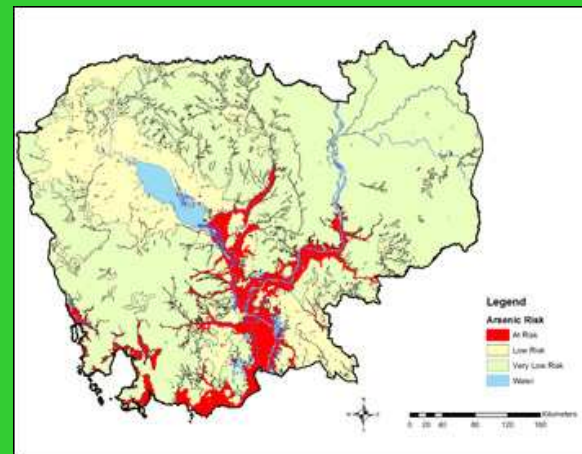 Legend
Arsenic Risk
At Risk
Low Risk
Very Low Risk
Water
Kilometers
0 20 40 80 120 160